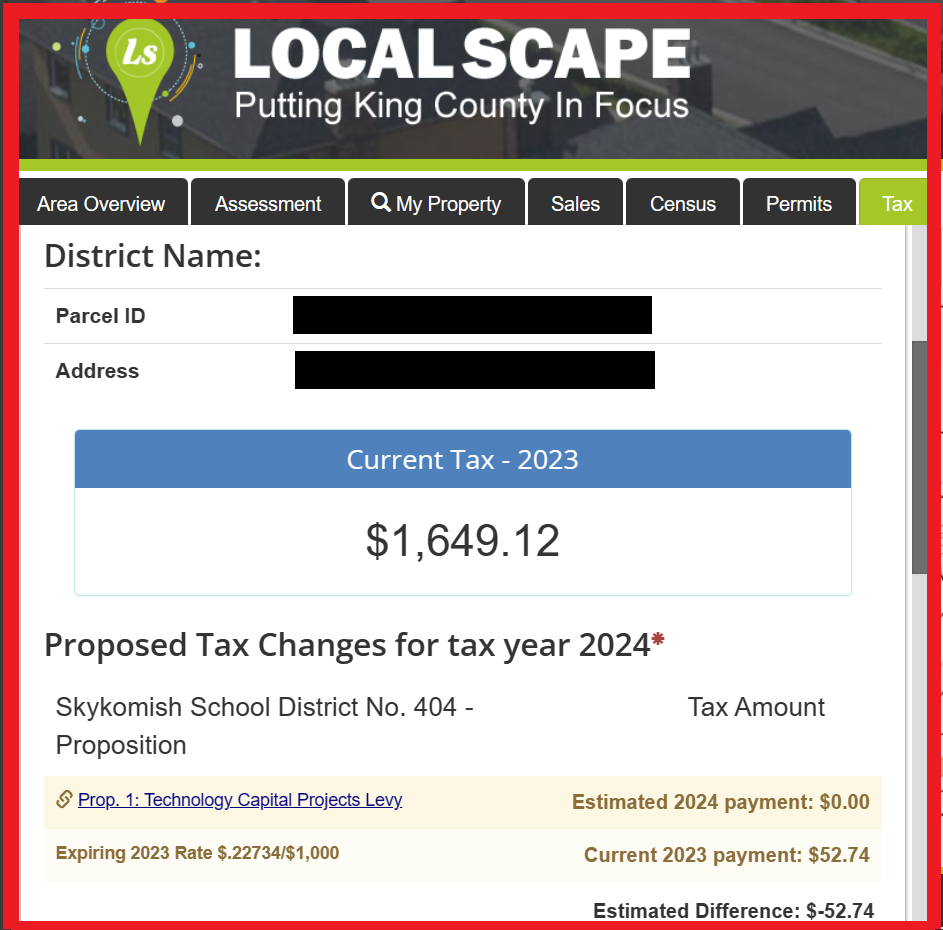 Ls
LOCAL SCAPE
Putting King County In Focus
Area Overview Assessment My Property Sales Census Permits Tax
District Name:
Parcel ID
Address
Current Tax - 2023
$1,649.12
Proposed Tax Changes for tax year 2024*
Skykomish School District No. 404 - Tax Amount
Proposition
Prop. 1: Technology Capital Projects Levy Estimated 2024 payment: $0.00
Expiring 2023 Rate $.22734/$1,000 Current 2023 payment: $52.74
Estimated Difference: $-52.74